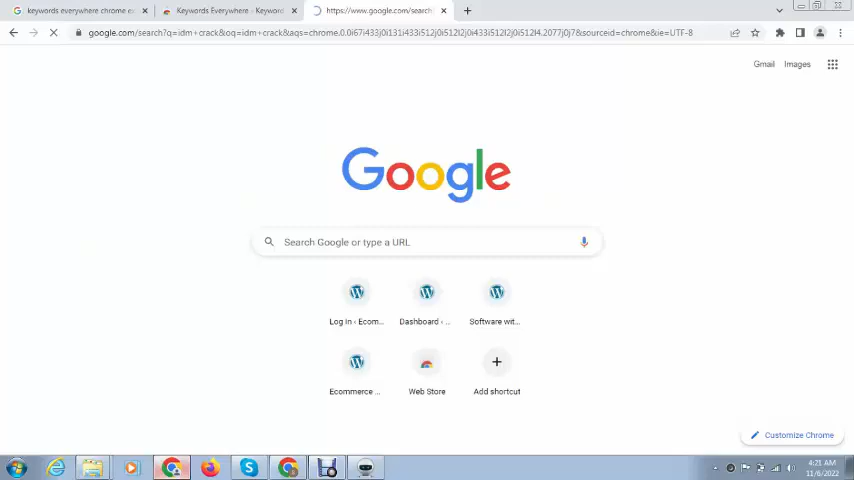 keywords everywhere chrome ex
Keywords Everywhere - Keyword
https://www.google.com/search
google.com/search?q=idm+crack&oq=idm+crack&aqs=chrome.0.0i67i433j0i131i433i512j0i512l2j0i433i512l2j0i512l4.2077j0j7&sourceid=chrome&ie=UTF-8
Gmail Images
Google
Search Google or type a URL
Log In ‹ Ecom... Dashboard ‹ ... Software wit...
Ecommerce ... Web Store Add shortcut
Customize Chrome
4:21 AM
11/6/2022